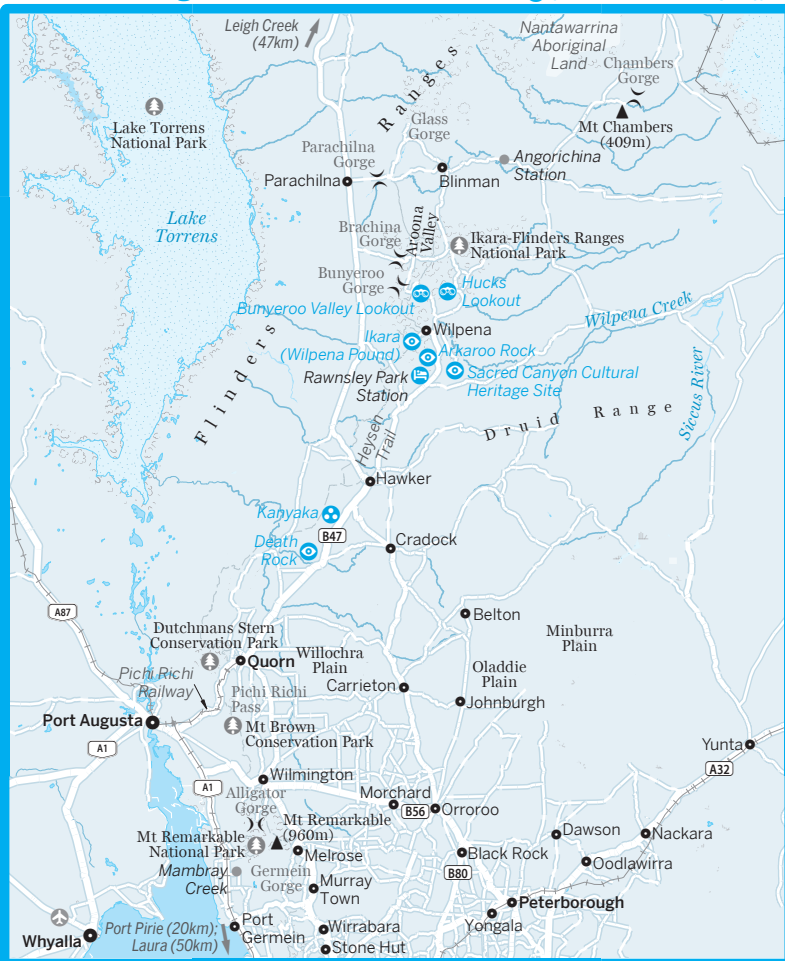 Leigh Creek
(47km)
Nantawarrina
Aboriginal
Land
Chambers
Gorge
Ranges
Lake Torrens
National Park
Glass
Gorge
Mt Chambers
(409m)
Parachilna
Gorge
Angorichina
Station
Parachilna
Blinman
Lake
Torrens
Brachina
Gorge
Aroona
Valley
Ikara-Flinders Ranges
National Park
Bunyeroo
Gorge
Hucks
Lookout
Bunyeroo Valley Lookout
Wilpena Creek
Flinders
Wilpena
Ikara
(Wilpena Pound)
Arkaroo Rock
Rawnsley Park
Station
Sacred Canyon Cultural
Heritage Site
Siccus River
Druid Range
Heysen
Trail
Hawker
Kanyaka
B47
Death
Rock
Cradock
A87
Belton
Dutchmans Stern
Conservation Park
Minburra
Plain
Quorn
Willochra
Plain
Oladdie
Plain
Pichi Richi
Railway
Carrieton
Pichi Richi
Pass
Johnburgh
Port Augusta
Mt Brown
Conservation Park
A1
Yunta
A32
Wilmington
A1
Alligator
Gorge
Morchard
B56
Orroroo
Mt Remarkable
(960m)
Mt Remarkable
National Park
Dawson
Nackara
Melrose
Black Rock
Oodlawirra
Mambray
Creek
Germein
Gorge
B80
Murray
Town
Peterborough
Port Pirie (20km);
Laura (50km)
Port
Germein
Wirrabara
Yongala
Whyalla
Stone Hut